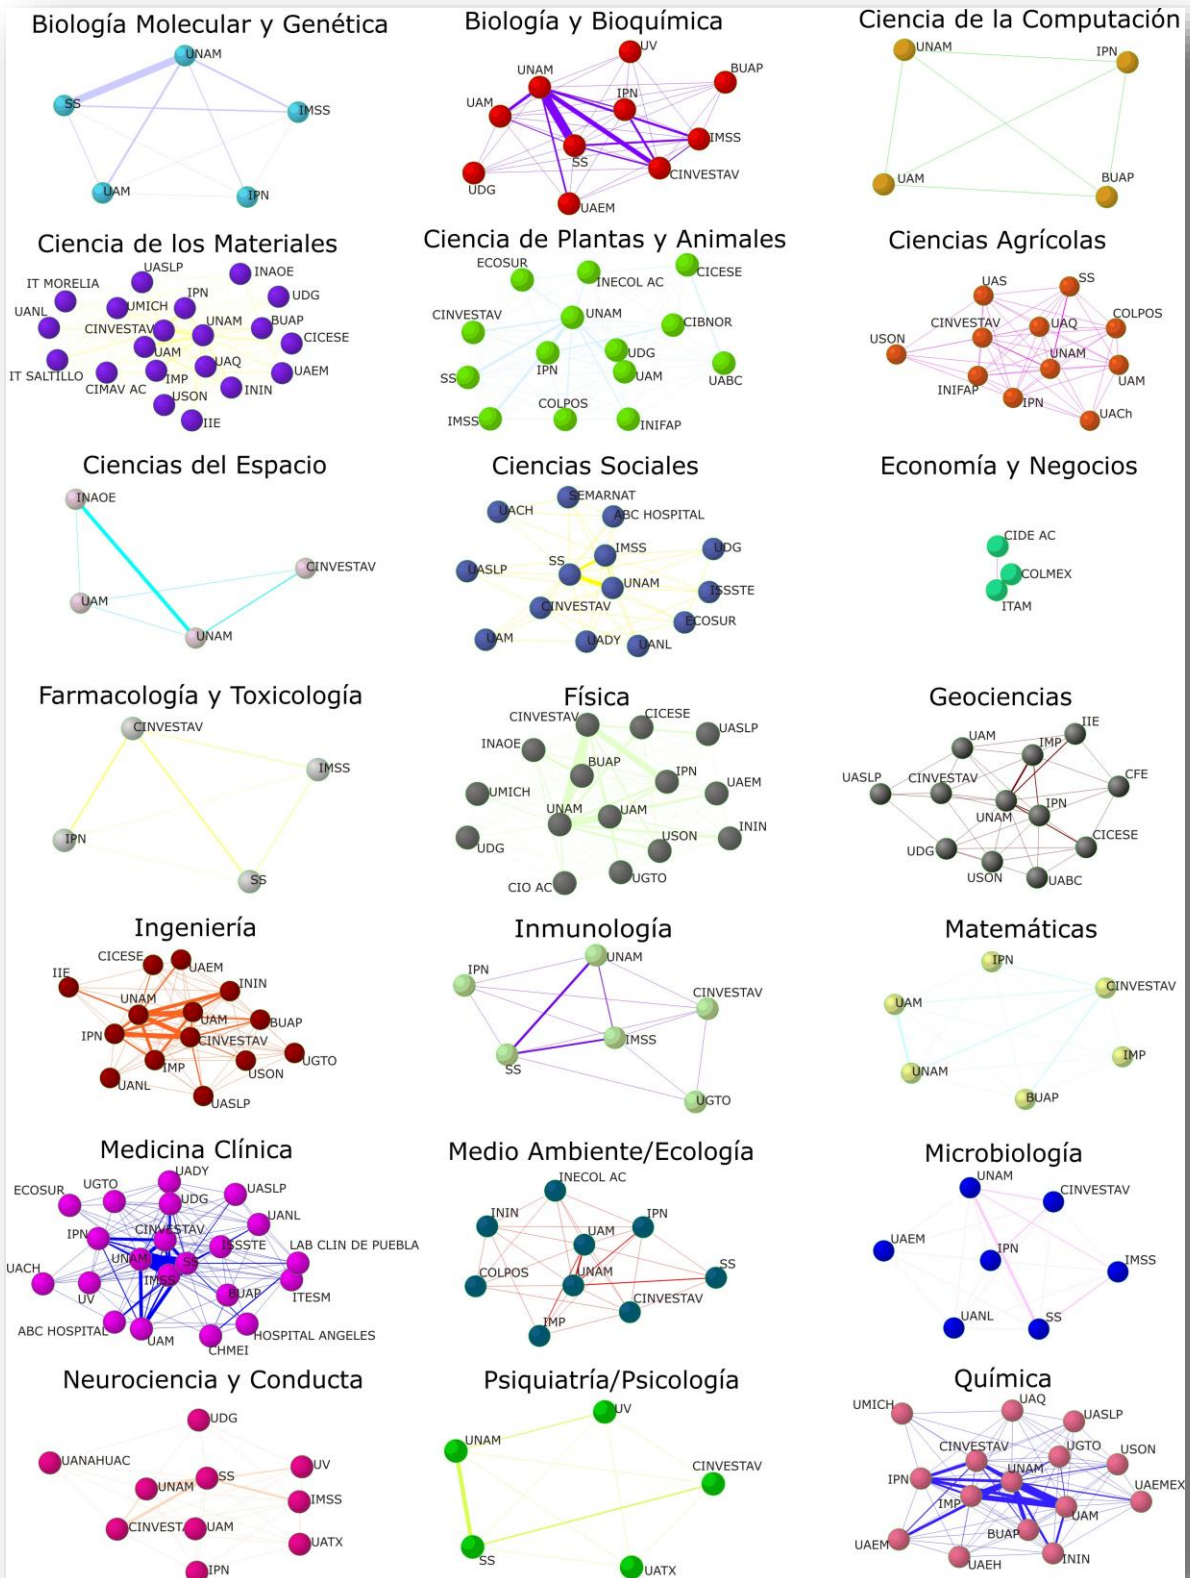 Biología Molecular y Genética
UNAM
SS
IMSS
UAM
IPN
Biología y Bioquímica
UV
UNAM
BUAP
IPN
UAM
IMSS
SS
CINVESTAV
UDG
UAEM
Ciencia de la Computación
UNAM
IPN
UAM
BUAP
Ciencia de los Materiales
UASLP
INAOE
IT MORELIA
IPN
UDG
UMICH
UANL
CINVESTAV
UNAM
BUAP
CICESE
UAM
UAQ
IT SALTILLO
IMP
UAEM
CIMAV AC
USON
ININ
IIE
Ciencia de Plantas y Animales
ECOSUR
INECOL AC
CICESE
CINVESTAV
UNAM
CIBNOR
UDG
IPN
UAM
UABC
SS
COLPOS
IMSS
INIFAP
Ciencias Agrícolas
UAS
SS
CINVESTAV
UAQ
COLPOS
USON
UNAM
UAM
INIFAP
IPN
UACh
Ciencias del Espacio
INAOE
CINVESTAV
UAM
UNAM
Ciencias Sociales
SEMARNAT
UACH
ABC HOSPITAL
IMSS
UDG
SS
UASLP
UNAM
ISSSTE
CINVESTAV
ECOSUR
UAM
UADY
UANL
Economía y Negocios
CIDE AC
COLMEX
ITAM
Farmacología y Toxicología
CINVESTAV
IMSS
IPN
SS
Física
CINVESTAV
CICESE
UASLP
INAOE
BUAP
IPN
UAEM
UMICH
UNAM
UAM
UDG
USON
ININ
UGTO
CIO AC
Geociencias
IIE
UAM
IMP
UASLP
CINVESTAV
CFE
UNAM
IPN
CICESE
UDG
USON
UABC
Ingeniería
CICESE
UAEM
IIE
ININ
UNAM
UAM
BUAP
IPN
CINVESTAV
IMP
USON
UGTO
UANL
UASLP
Inmunología
UNAM
IPN
CINVESTAV
IMSS
SS
UGTO
Matemáticas
IPN
CINVESTAV
UAM
IMP
UNAM
BUAP
Medicina Clínica
UADY
UGTO
UASLP
ECOSUR
UDG
UANL
IPN
CINVESTAV
ISSSTE
LAB CLIN DE PUEBLA
UNAM
SS
UACH
IMSS
UV
BUAP
ITESM
ABC HOSPITAL
UAM
HOSPITAL ANGELES
CHMEI
Medio Ambiente/Ecología
INECOL AC
ININ
IPN
UAM
SS
COLPOS
UNAM
CINVESTAV
IMP
Microbiología
UNAM
CINVESTAV
UAEM
IPN
IMSS
UANL
SS
Neurociencia y Conducta
UDG
UANAHUAC
SS
UV
UNAM
IMSS
CINVESTA
UAM
UATX
IPN
Psiquiatría/Psicología
UV
UNAM
CINVESTAV
SS
UATX
Química
UMICH
UAQ
UASLP
CINVESTAV
UGTO
USON
IPN
UNAM
UAEMEX
IMP
UAM
BUAP
UAEM
UAEH
ININ